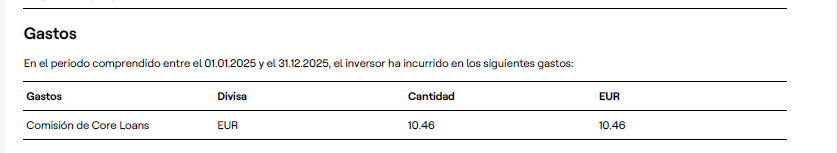 Gastos
En el periodo comprendido entre el 01.01.2025 y el 31.12.2025, el inversor ha incurrido en los siguientes gastos:
Gastos Divisa Cantidad EUR
Comisión de Core Loans EUR 10.46 10.46